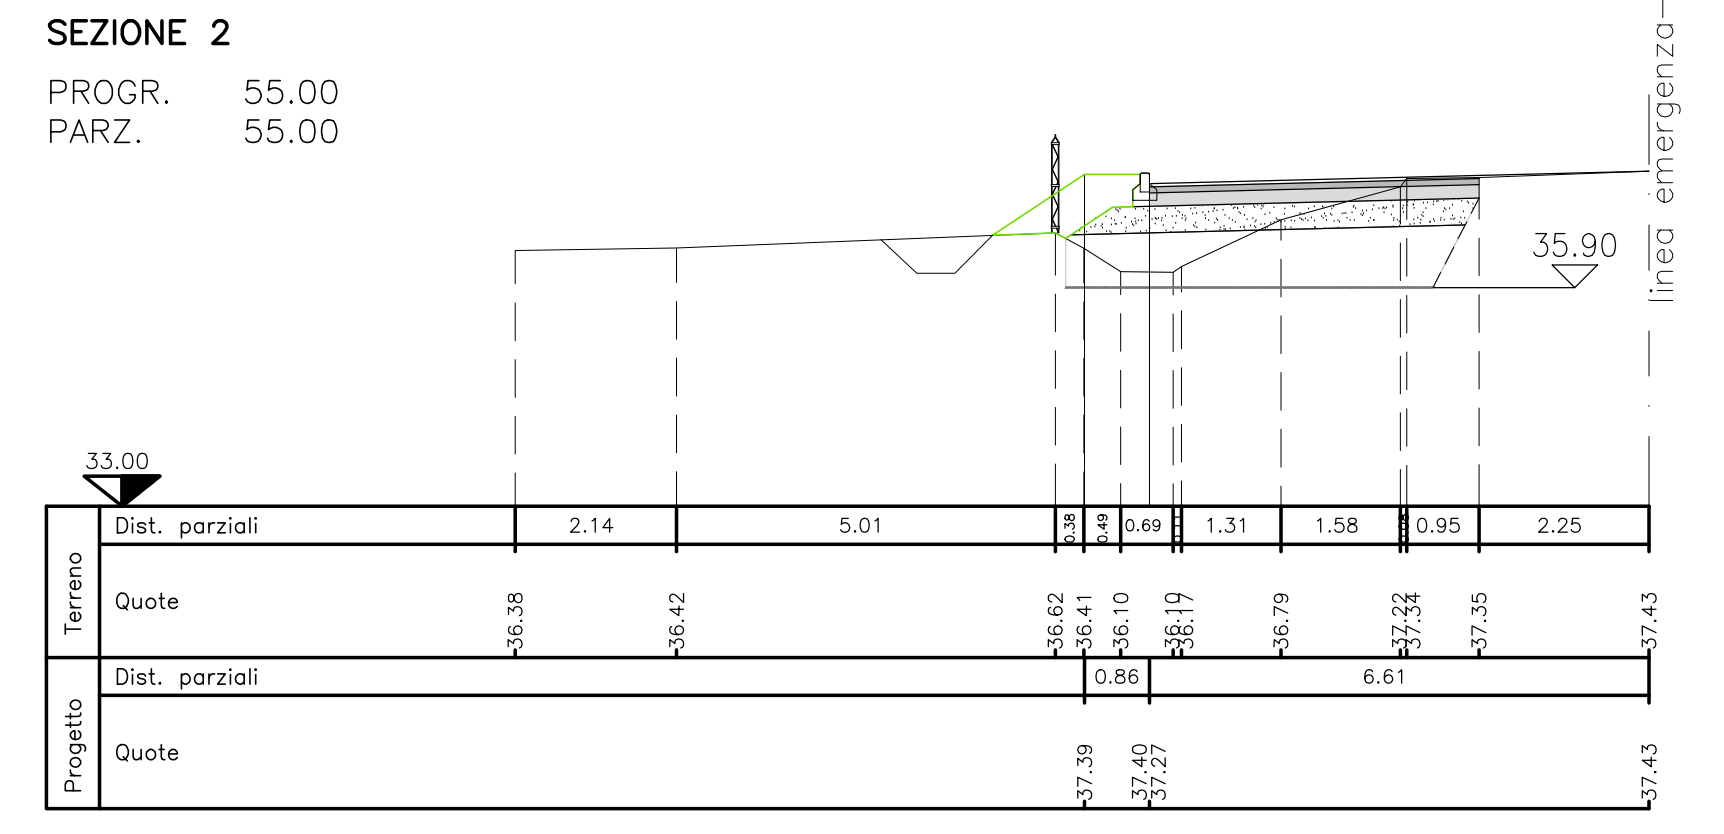 SEZIONE 2
PROGR. 55.00
PARZ. 55.00
linea emergenza
35.90
33.00
Terreno
Dist. parziali 2.14 5.01 0.38 0.49 0.69 1.31 1.58 0.95 2.25
Quote 36.38 36.42 36.62 36.41 36.10 36.10 36.17 36.79 37.22 37.34 37.35 37.43
Progetto
Dist. parziali 0.86 6.61
Quote 37.39 37.40 37.27 37.43